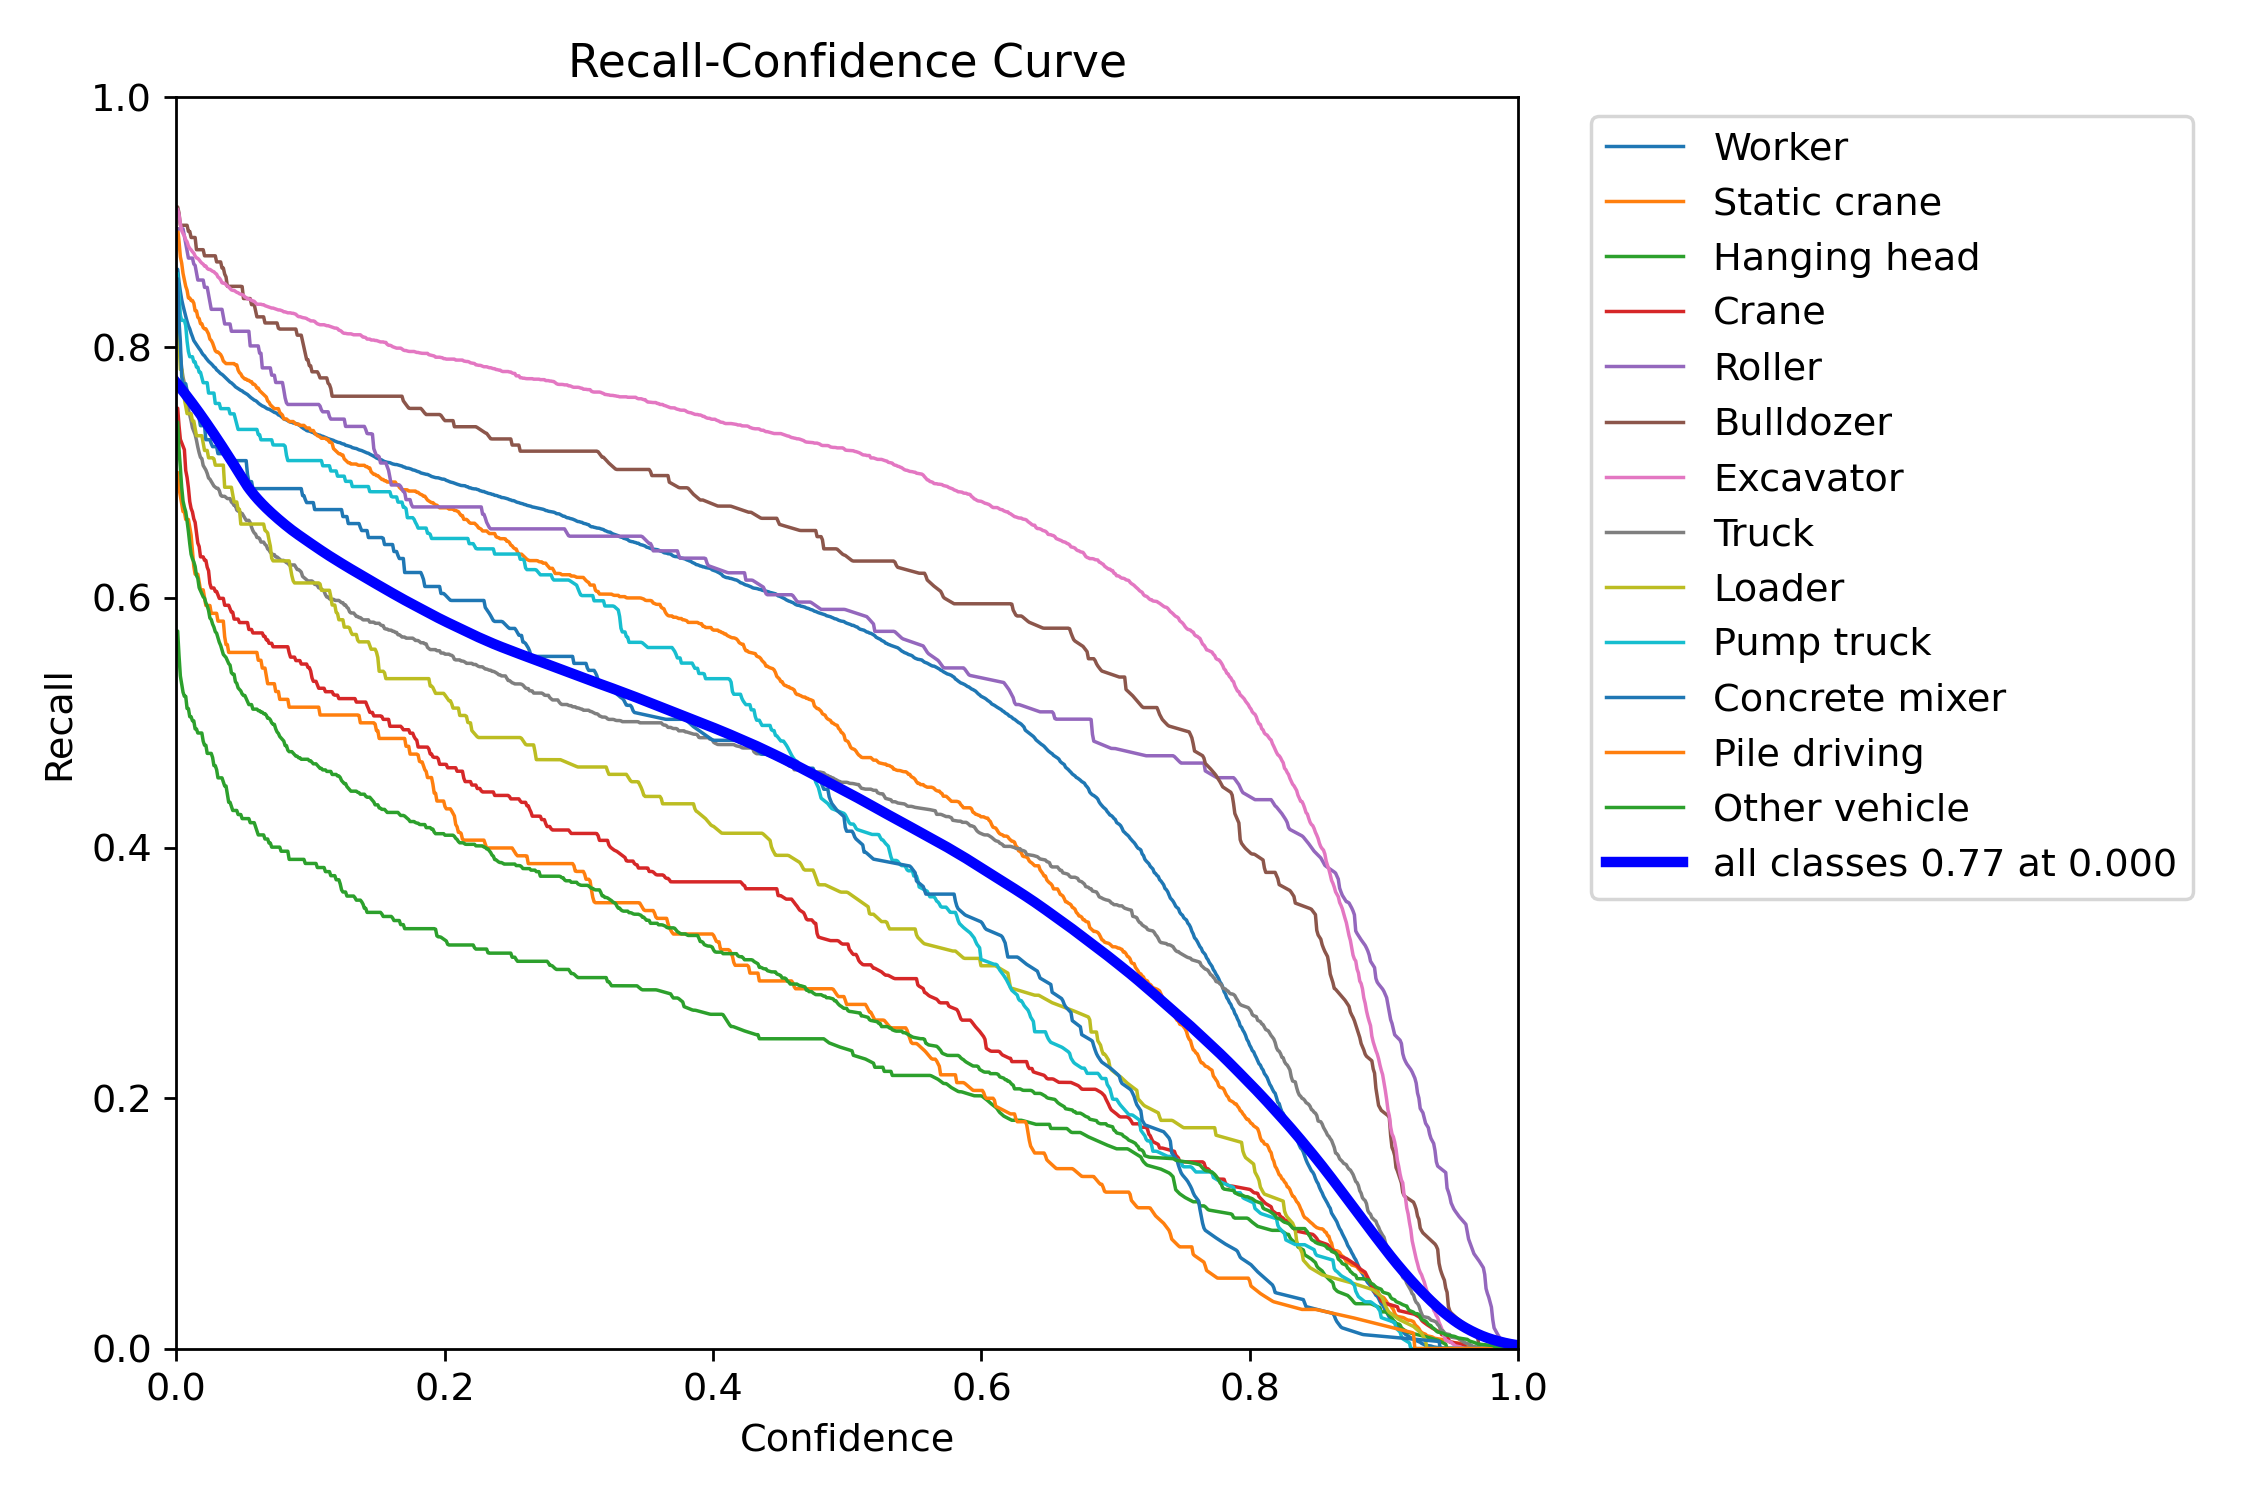 Recall-Confidence Curve
1.0
0.8
0.6
0.4
0.2
0.0
Recall
0.0 0.2 0.4 0.6 0.8 1.0
Confidence
Worker
Static crane
Hanging head
Crane
Roller
Bulldozer
Excavator
Truck
Loader
Pump truck
Concrete mixer
Pile driving
Other vehicle
all classes 0.77 at 0.000